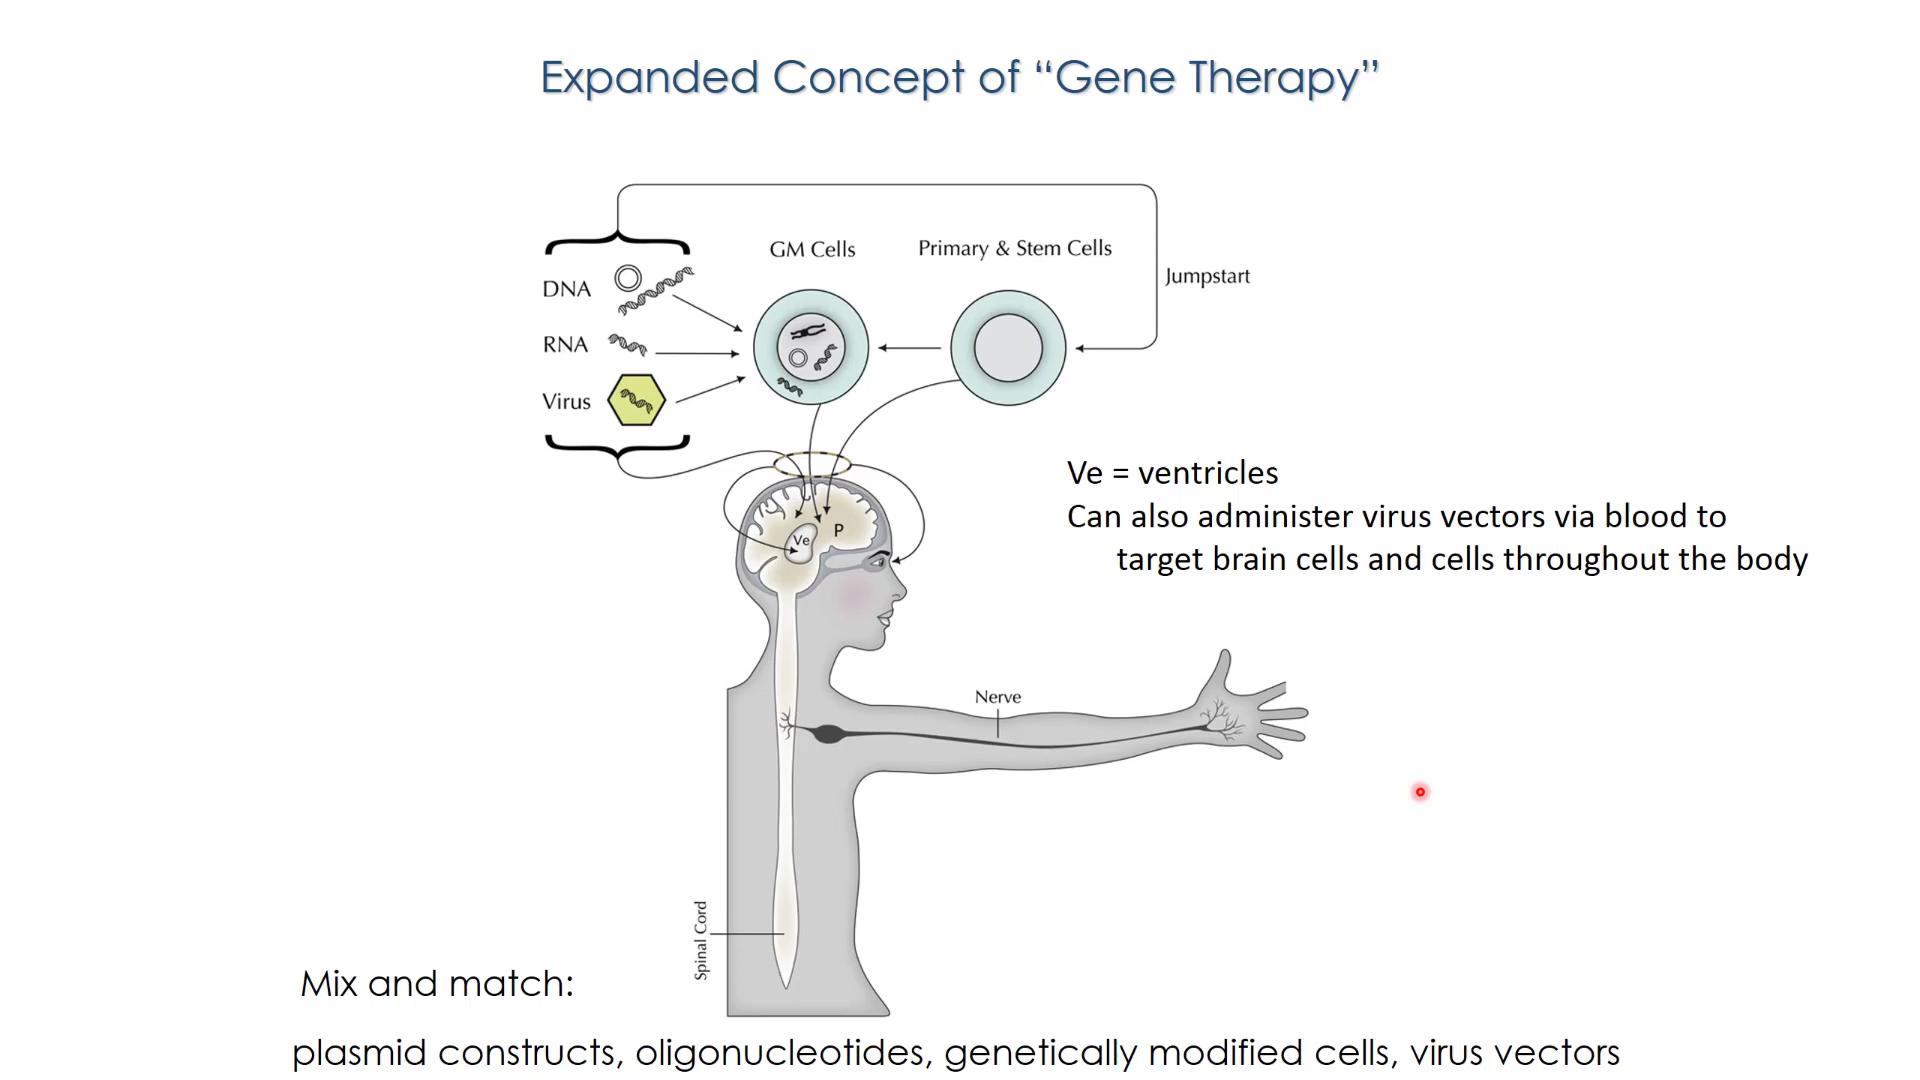 Expanded Concept of “Gene Therapy”
GM Cells
Primary & Stem Cells
DNA
Jumpstart
RNA
Virus
Ve = ventricles
Can also administer virus vectors via blood to
target brain cells and cells throughout the body
P
Ve
Nerve
Spinal Cord
Mix and match:
plasmid constructs, oligonucleotides, genetically modified cells, virus vectors